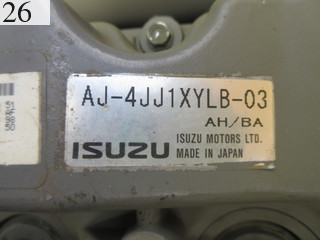 26
AJ-4JJ1XYLB-03
AH/BA
ISUZU
ISUZU MOTORS LTD.
MADE IN JAPAN